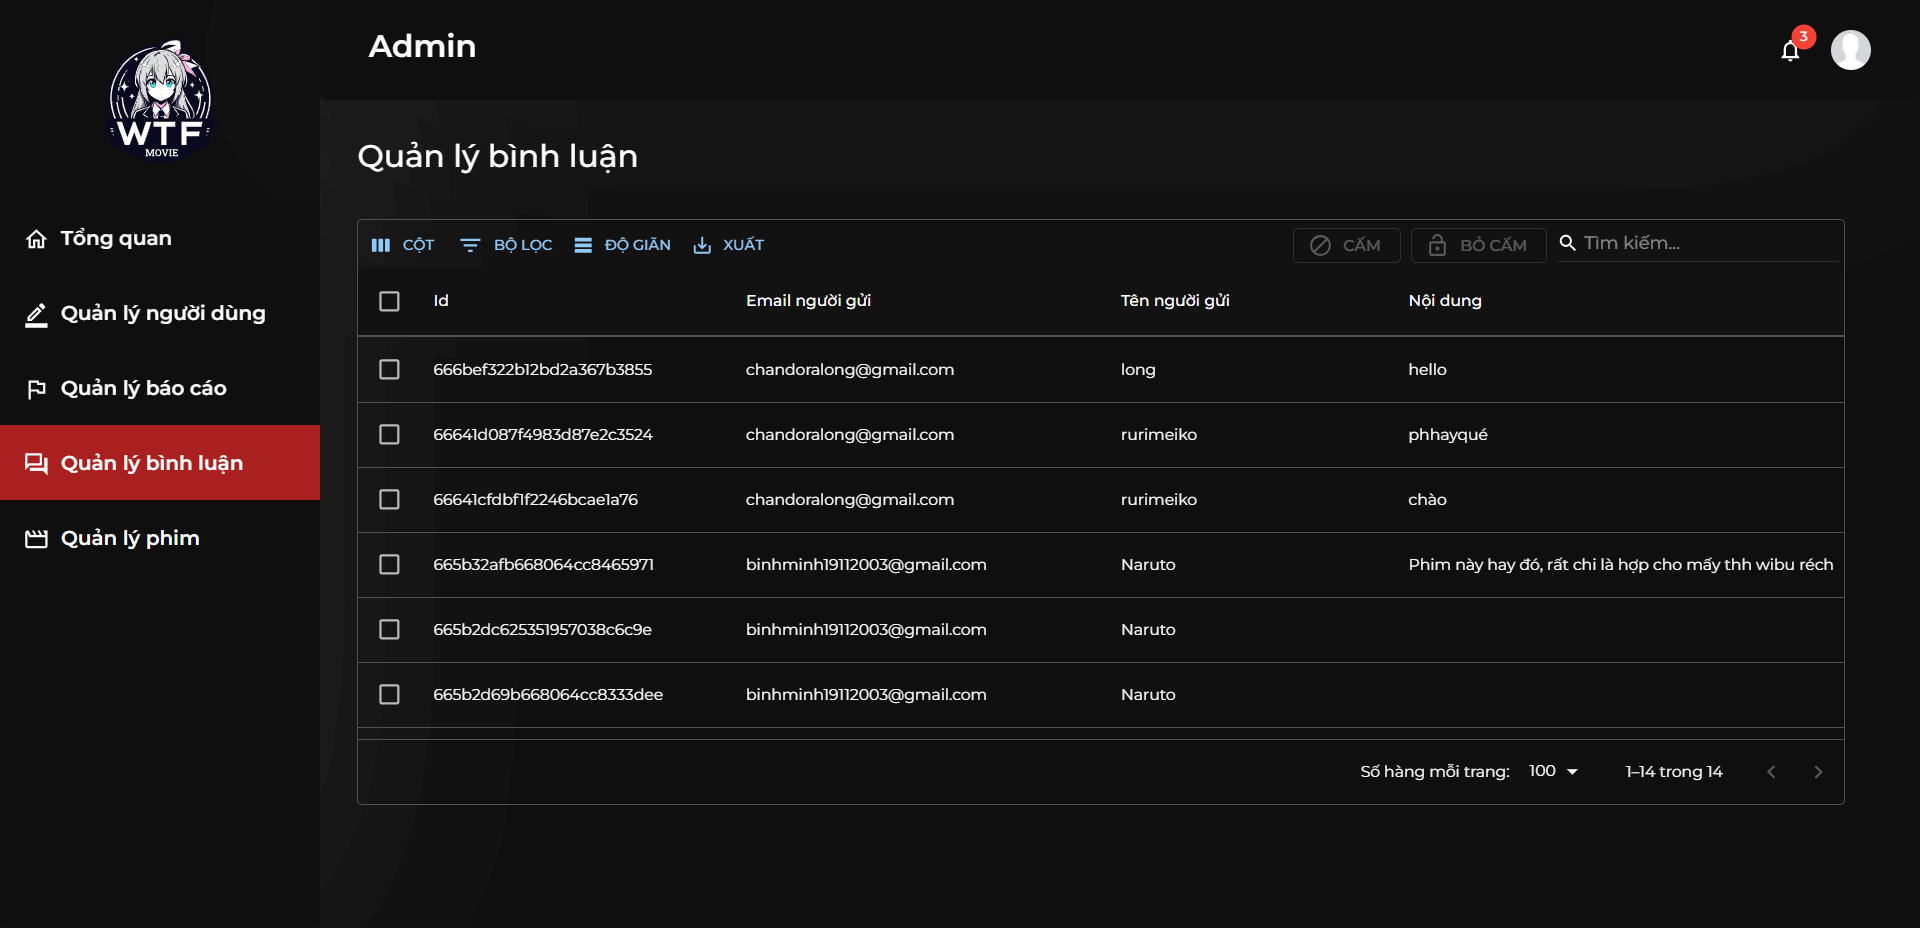 WTF
MOVIE
Admin
3
Tổng quan
Quản lý người dùng
Quản lý báo cáo
Quản lý bình luận
Quản lý phim
Quản lý bình luận
CỘT BỘ LỌC ĐỘ GIÃN XUẤT CẤM BỎ CẤM Tìm kiếm...
Id Email người gửi Tên người gửi Nội dung
666bef322b12bd2a367b3855 chandoralong@gmail.com long hello
66641d087f4983d87e2c3524 chandoralong@gmail.com rurimeiko phhayqué
66641cfdbf1f2246bcae1a76 chandoralong@gmail.com rurimeiko chào
665b32afb668064cc8465971 binhminh19112003@gmail.com Naruto Phim này hay đó, rất chi là hợp cho mấy thh wibu réch
665b2dc625351957038c6c9e binhminh19112003@gmail.com Naruto
665b2d69b668064cc8333dee binhminh19112003@gmail.com Naruto
Số hàng mỗi trang: 100 1–14 trong 14